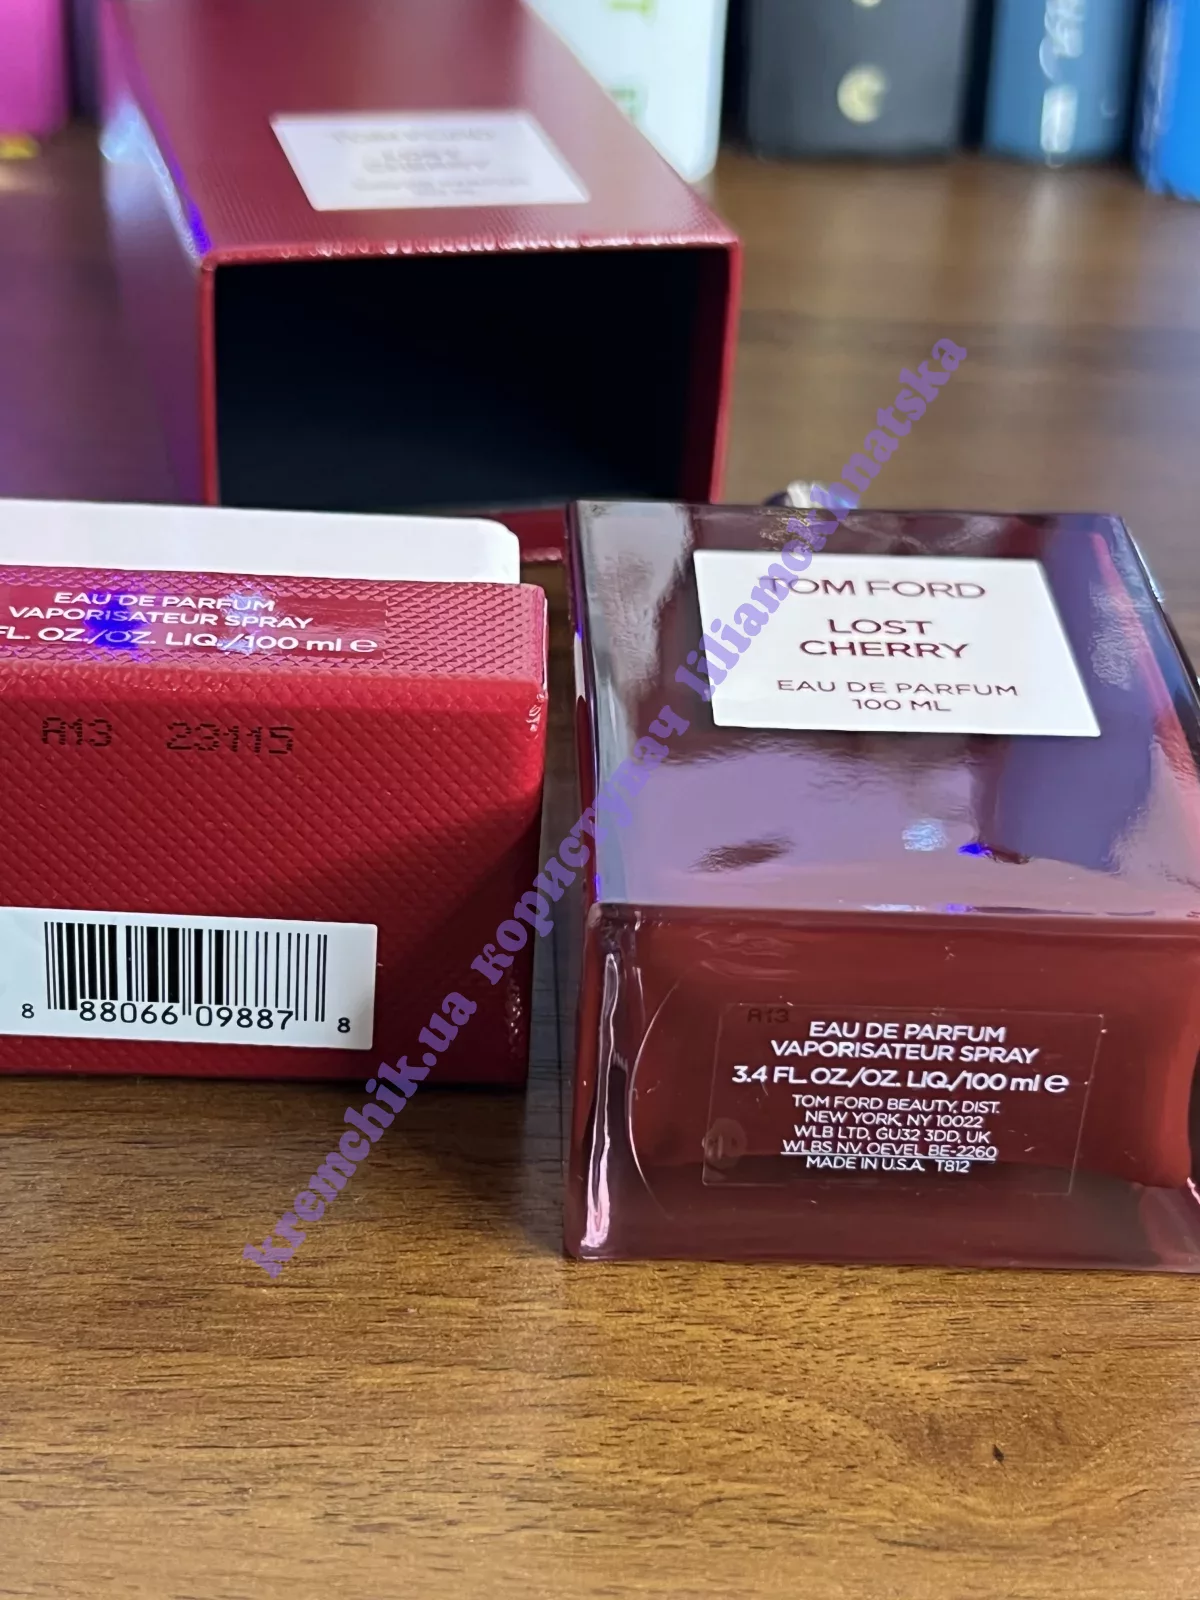 TOM FORD
LOST
CHERRY
EAU DE PARFUM
100 ML
EAU DE PARFUM
VAPORISATEUR SPRAY
FL. OZ./OZ. LIQ./100 ml ℮
A13
8 88066 09887 8
A13
EAU DE PARFUM
VAPORISATEUR SPRAY
3.4 FL. OZ./OZ. LIQ./100 ml ℮
TOM FORD BEAUTY, DIST.
NEW YORK, NY 10022
WLB LTD, GU32 3DD, UK
WLBS NV, OEVEL BE-2260
MADE IN U.S.A. T812
kremchik.ua користувач